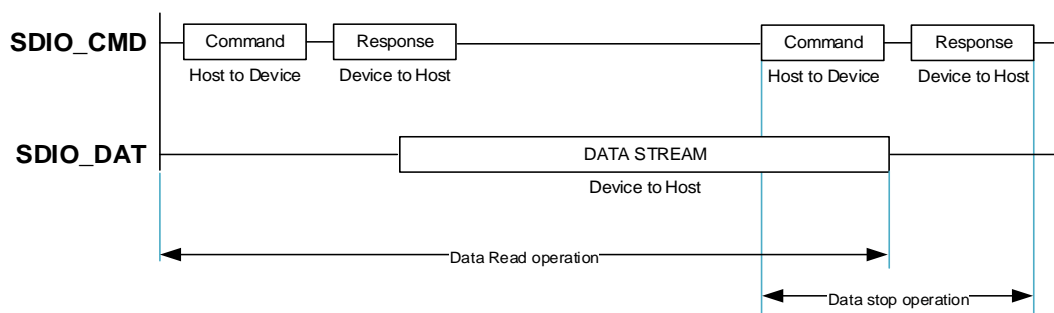 SDIO_CMD
Command
Response
Command
Response
Host to Device
Device to Host
Host to Device
Device to Host
SDIO_DAT
DATA STREAM
Device to Host
Data Read operation
Data stop operation